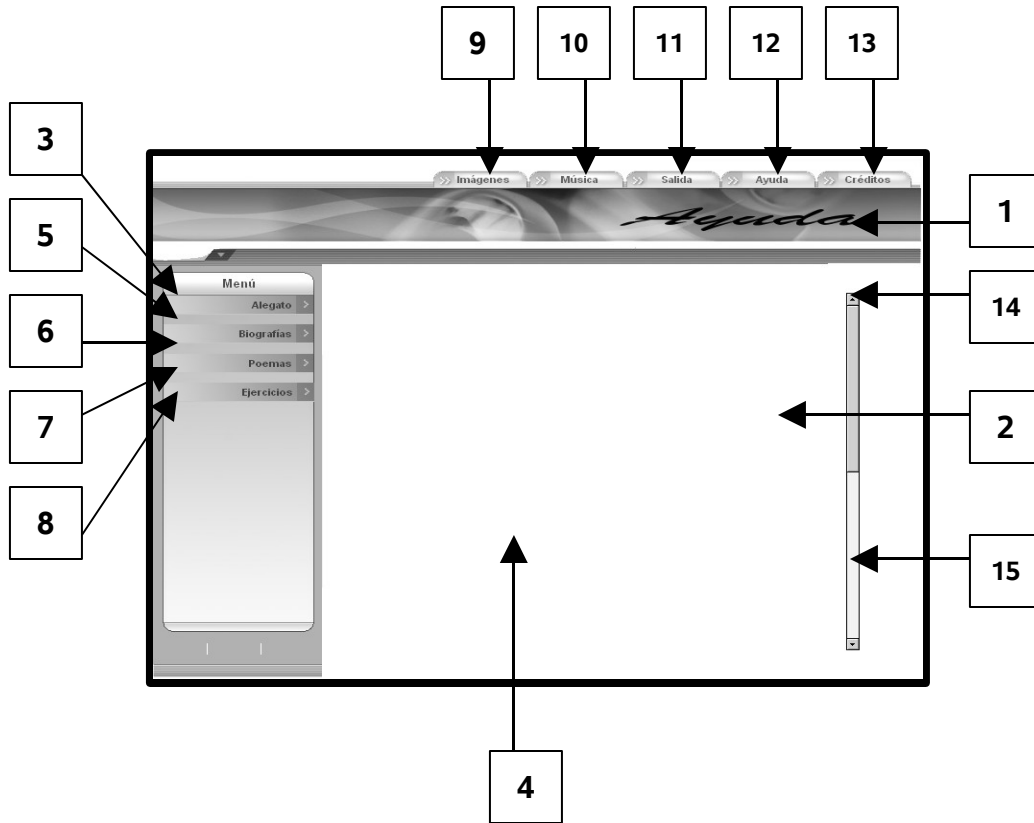 9 10 11 12 13
3
Imágenes Música Salida Ayuda Créditos
1
Ayuda
5
Menú
14
Alegato
6
Biografías
Poemas
7
Ejercicios
2
8
15
4